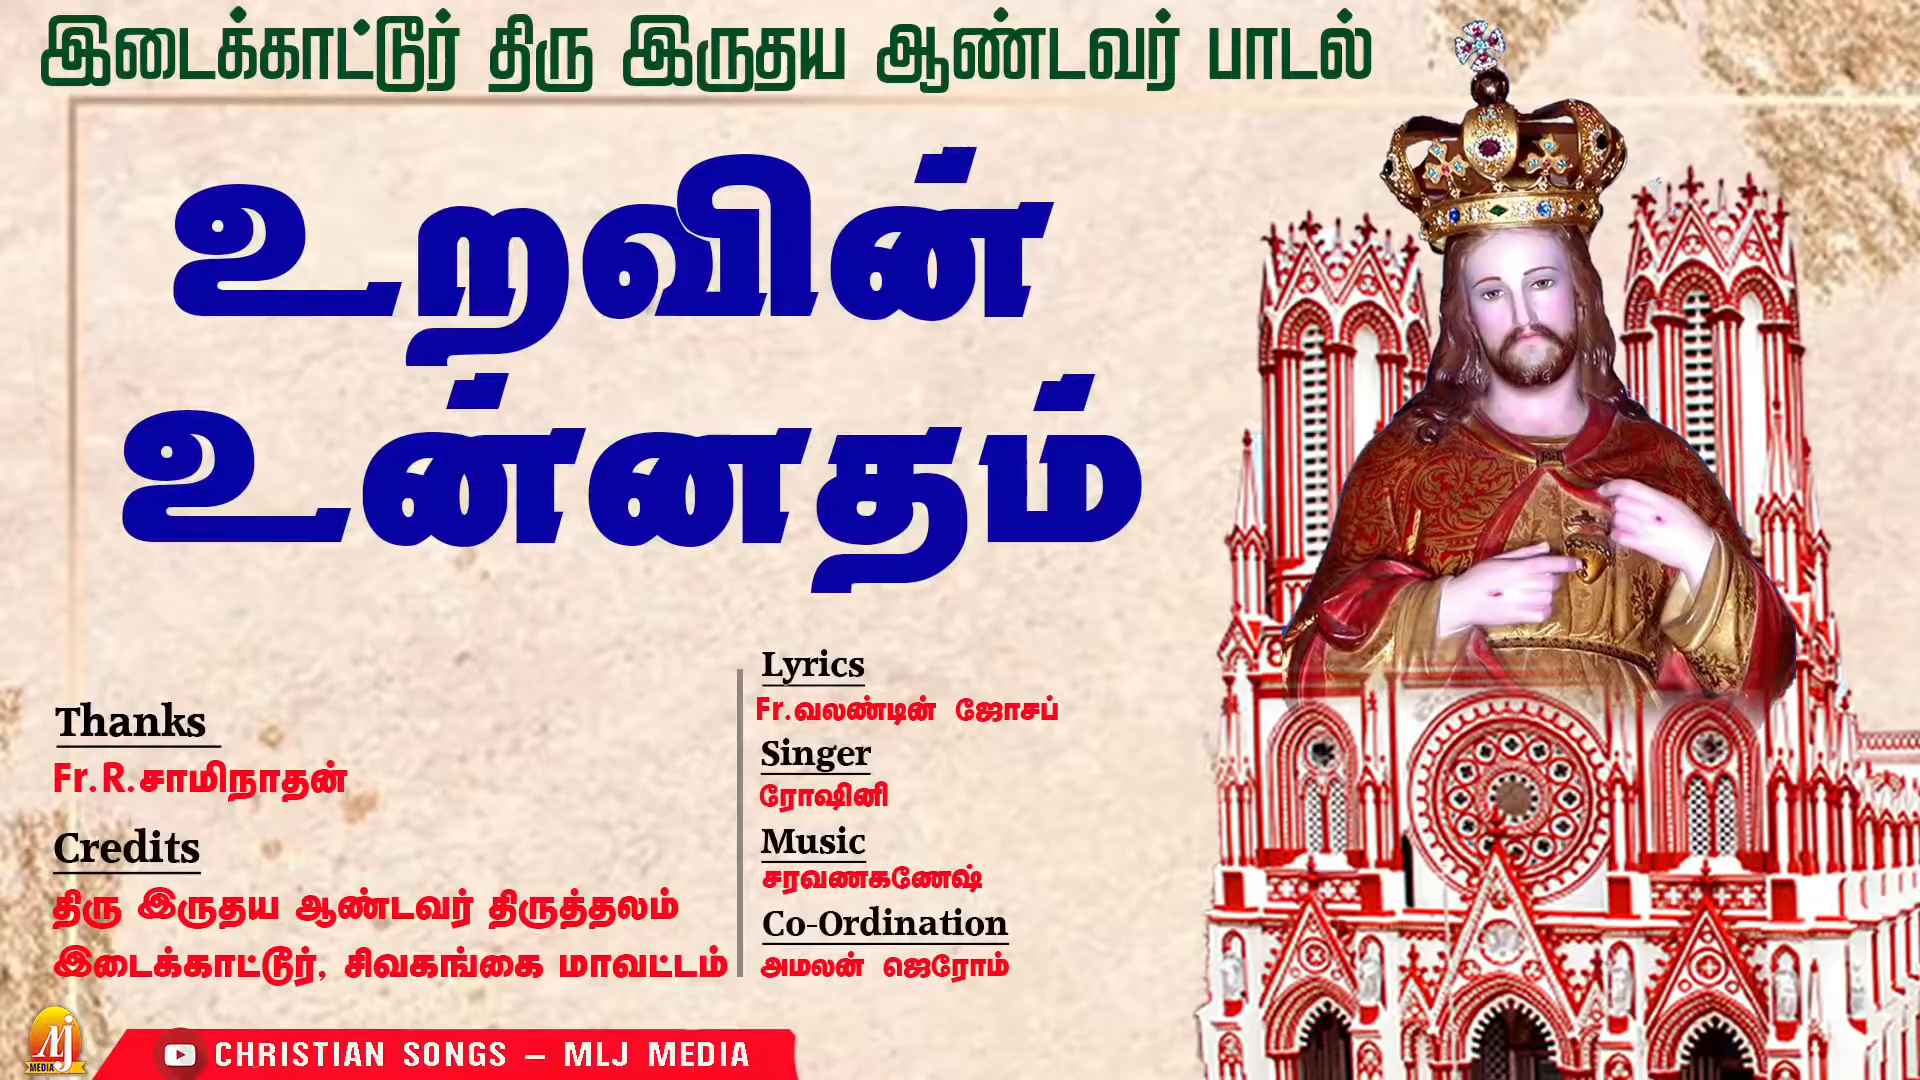 இடைக்காட்டூர் திரு இருதய ஆண்டவர் பாடல்
உறவின்
உன்னதம்
Thanks
Fr.R.சாமிநாதன்
Credits
திரு இருதய ஆண்டவர் திருத்தலம்
இடைக்காட்டூர், சிவகங்கை மாவட்டம்
Lyrics
Fr.வலண்டின் ஜோசப்
Singer
ரோஷினி
Music
சரவணகணேஷ்
Co-Ordination
அமலன் ஜெரோம்
MJ
MEDIA
CHRISTIAN SONGS – MLJ MEDIA